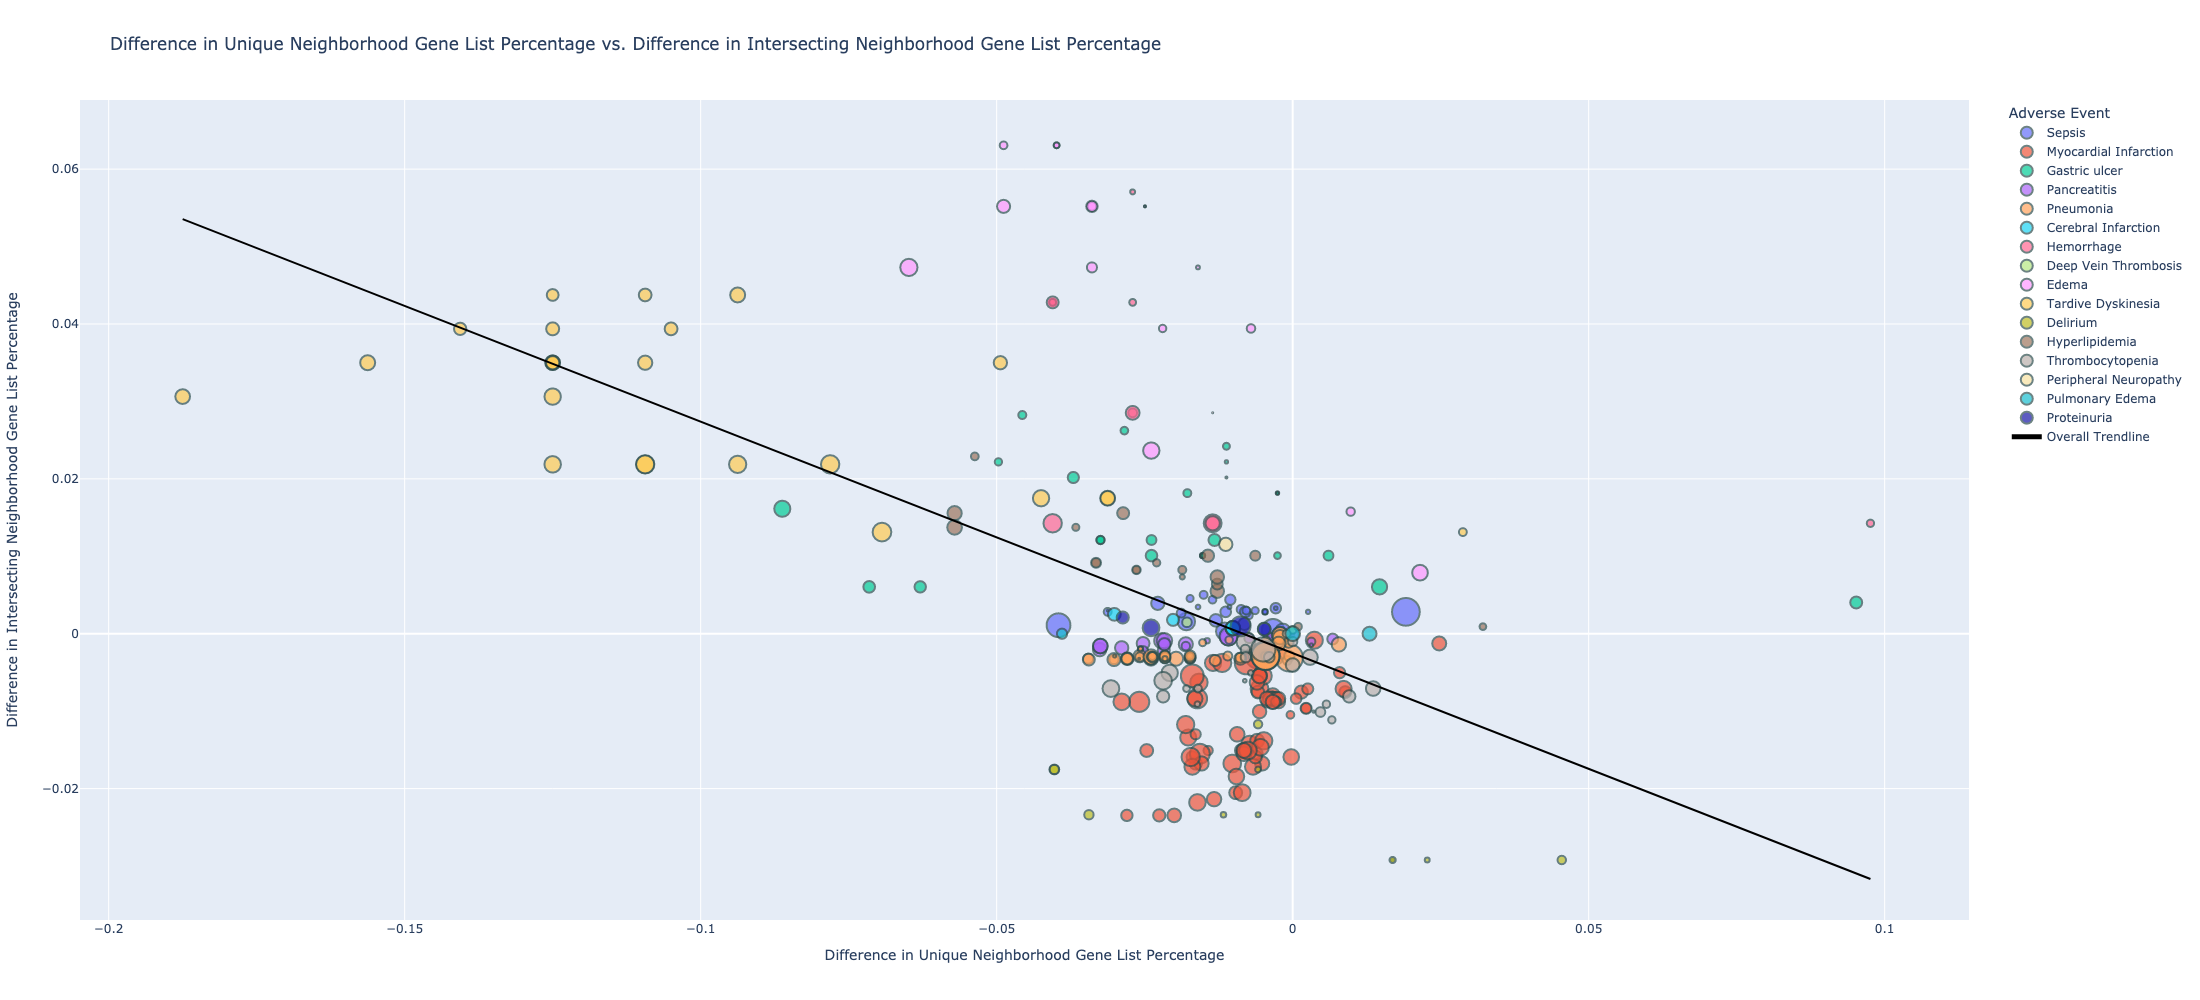 Difference in Unique Neighborhood Gene List Percentage vs. Difference in Intersecting Neighborhood Gene List Percentage
Difference in Intersecting Neighborhood Gene List Percentage
0.06
0.04
0.02
0
−0.02
−0.2
−0.15
−0.1
−0.05
0
0.05
0.1
Difference in Unique Neighborhood Gene List Percentage
Adverse Event
Sepsis
Myocardial Infarction
Gastric ulcer
Pancreatitis
Pneumonia
Cerebral Infarction
Hemorrhage
Deep Vein Thrombosis
Edema
Tardive Dyskinesia
Delirium
Hyperlipidemia
Thrombocytopenia
Peripheral Neuropathy
Pulmonary Edema
Proteinuria
Overall Trendline